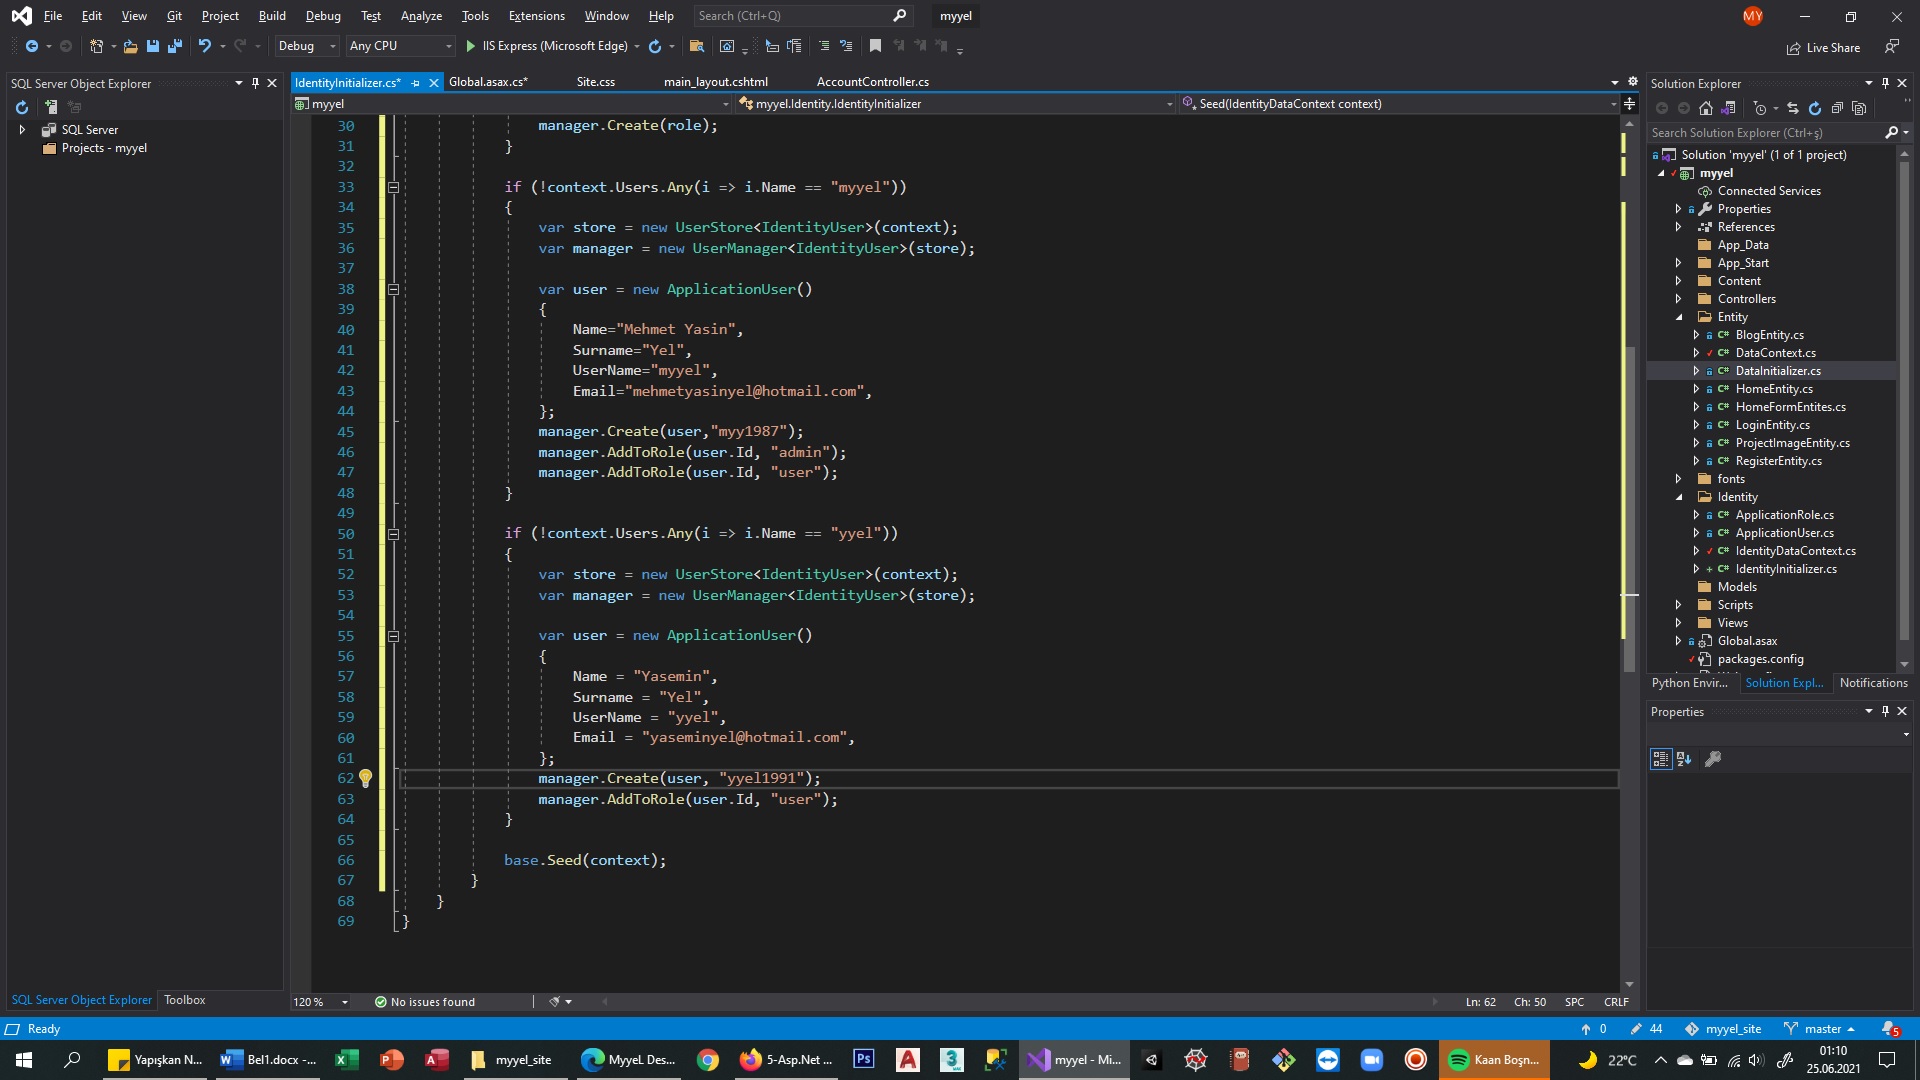 File Edit View Git Project Build Debug Test Analyze Tools Extensions Window Help Search (Ctrl+Q) myyel MY
Debug Any CPU IIS Express (Microsoft Edge) Live Share
SQL Server Object Explorer
SQL Server
Projects - myyel
SQL Server Object Explorer Toolbox
IdentityInitializer.cs* Global.asax.cs* Site.css main_layout.cshtml AccountController.cs
myyel myyel.Identity.IdentityInitializer Seed(IdentityDataContext context)
30 manager.Create(role);
31 }
32
33 if (!context.Users.Any(i => i.Name == "myyel"))
34 {
35 var store = new UserStore<IdentityUser>(context);
36 var manager = new UserManager<IdentityUser>(store);
37
38 var user = new ApplicationUser()
39 {
40 Name="Mehmet Yasin",
41 Surname="Yel",
42 UserName="myyel",
43 Email="mehmetyasinyel@hotmail.com",
44 };
45 manager.Create(user,"myy1987");
46 manager.AddToRole(user.Id, "admin");
47 manager.AddToRole(user.Id, "user");
48 }
49
50 if (!context.Users.Any(i => i.Name == "yyel"))
51 {
52 var store = new UserStore<IdentityUser>(context);
53 var manager = new UserManager<IdentityUser>(store);
54
55 var user = new ApplicationUser()
56 {
57 Name = "Yasemin",
58 Surname = "Yel",
59 UserName = "yyel",
60 Email = "yaseminyel@hotmail.com",
61 };
62 manager.Create(user, "yyel1991");
63 manager.AddToRole(user.Id, "user");
64 }
65
66 base.Seed(context);
67 }
68 }
69 }
120 % No issues found Ln: 62 Ch: 50 SPC CRLF
Solution Explorer
Search Solution Explorer (Ctrl+ş)
Solution 'myyel' (1 of 1 project)
myyel
Connected Services
Properties
References
App_Data
App_Start
Content
Controllers
Entity
C# BlogEntity.cs
C# DataContext.cs
C# DataInitializer.cs
C# HomeEntity.cs
C# HomeFormEntites.cs
C# LoginEntity.cs
C# ProjectImageEntity.cs
C# RegisterEntity.cs
fonts
Identity
C# ApplicationRole.cs
C# ApplicationUser.cs
C# IdentityDataContext.cs
C# IdentityInitializer.cs
Models
Scripts
Views
Global.asax
packages.config
Python Envir... Solution Expl... Notifications
Properties
Ready 0 44 myyel_site master 5
Yapışkan N... Bel1.docx -... myyel_site MyyeL Des... 5-Asp.Net ... Ps myyel - Mi... Kaan Boşn... 22°C 01:10
25.06.2021